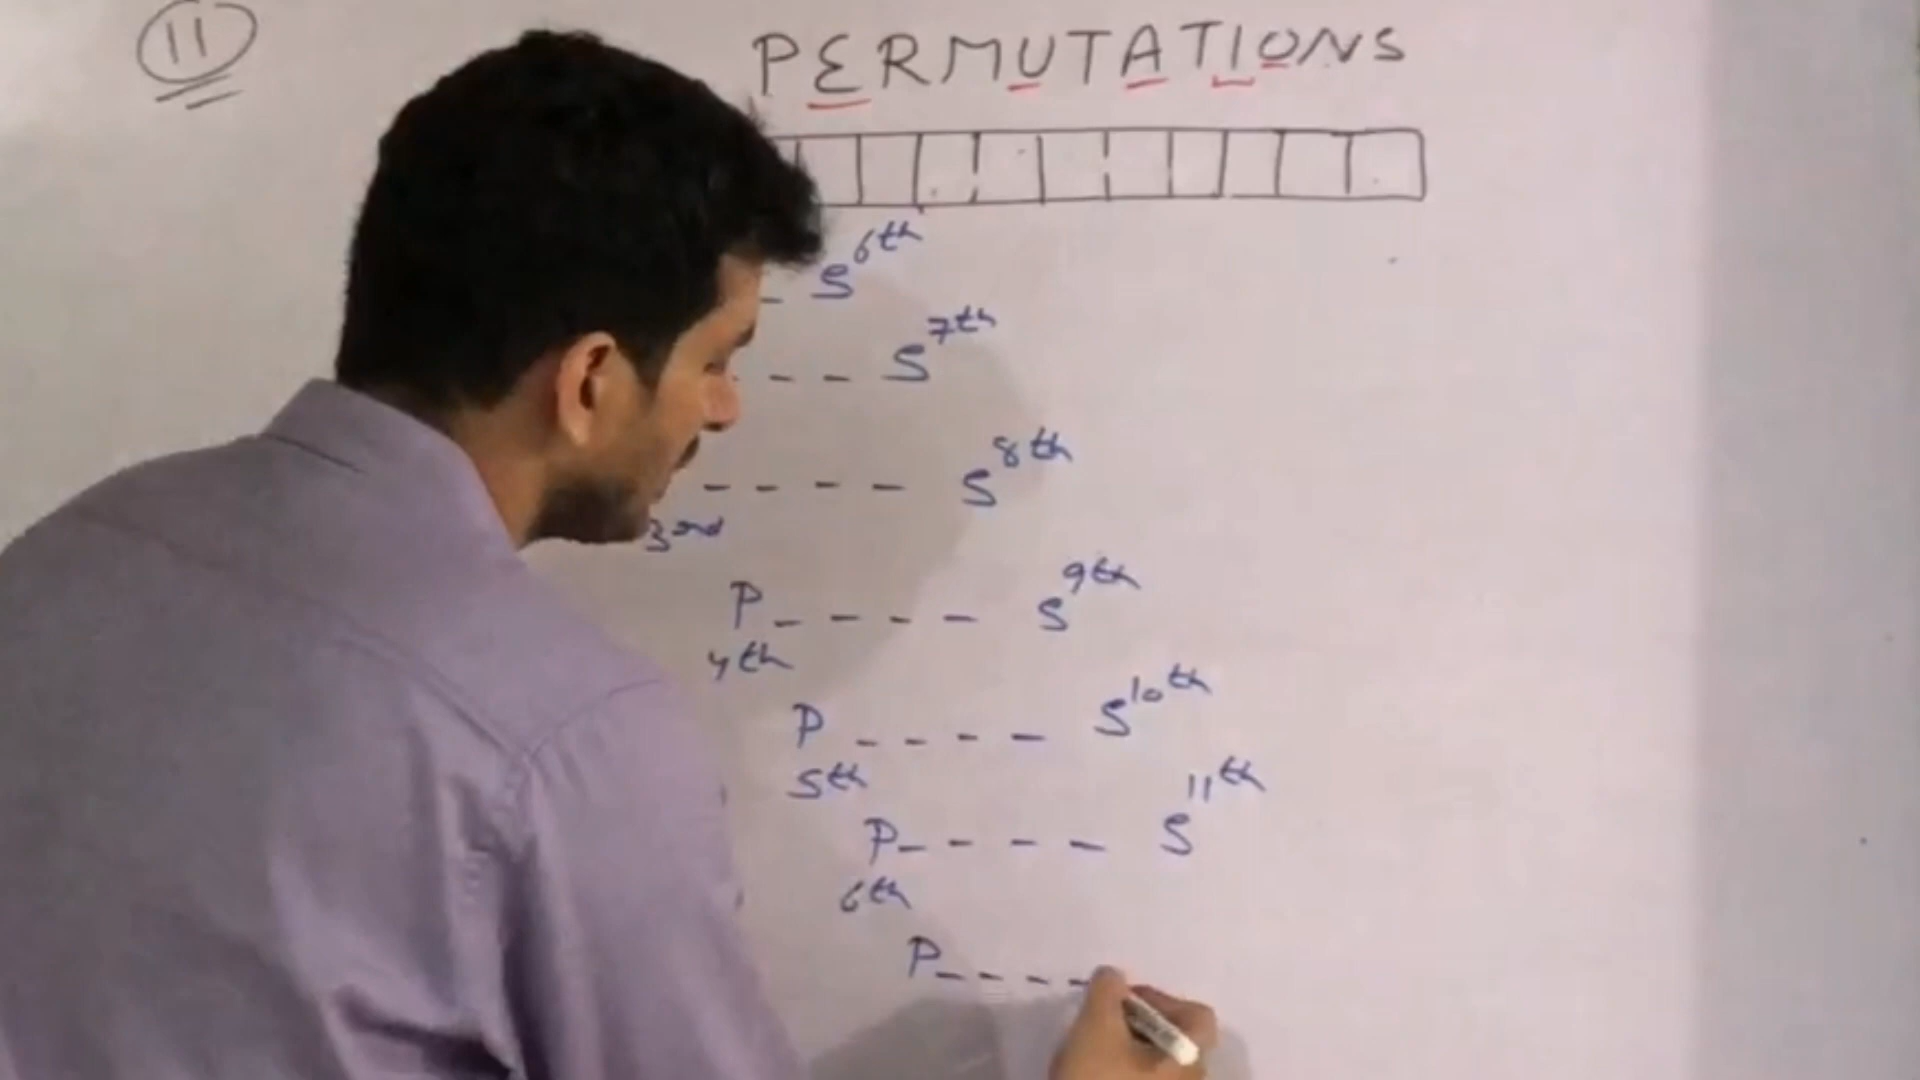 11
PERMUTATIONS
_ S 6th
_ _ _ S 7th
_ _ _ _ S 8th
3rd
P _ _ _ _ S 9th
4th
P _ _ _ _ S 10th
5th
P _ _ _ _ S 11th
6th
P _ _ _ _